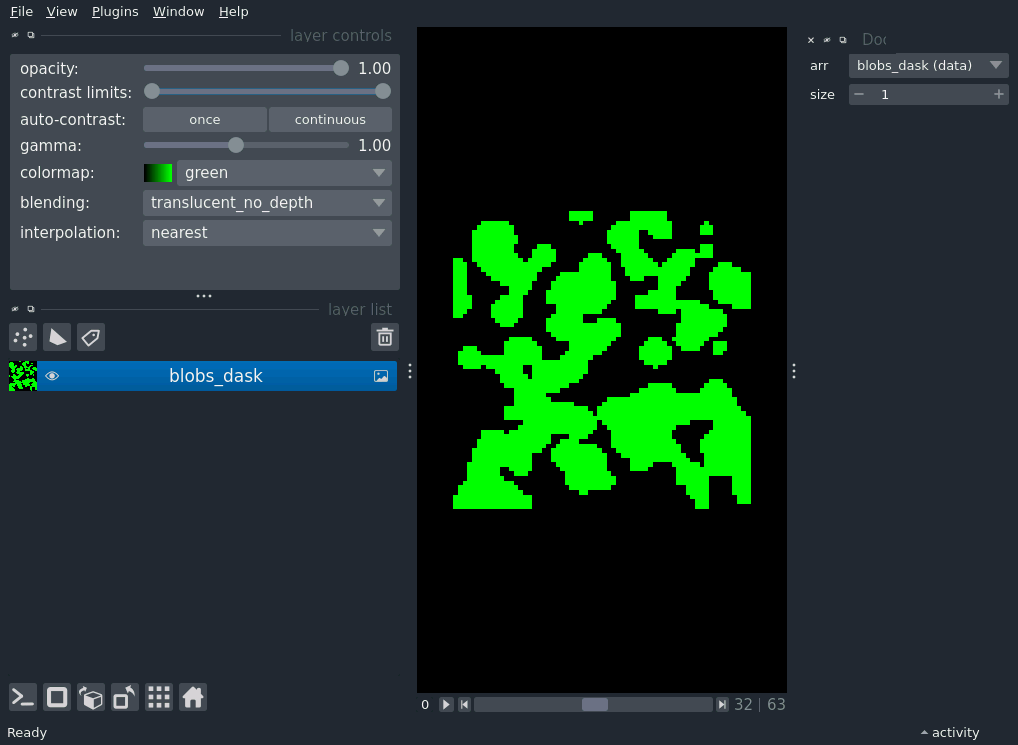 File View Plugins Window Help
layer controls
opacity: 1.00
contrast limits:
auto-contrast: once continuous
gamma: 1.00
colormap: green
blending: translucent_no_depth
interpolation: nearest
layer list
blobs_dask
0 32 | 63
Doc
arr blobs_dask (data)
size 1
Ready activity